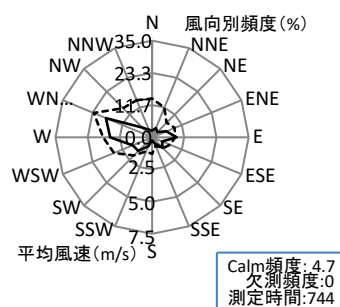 N
風向別頻度(%)
35.0
NNW
NNE
NW
23.3
NE
WN...
11.7
ENE
W
0.0
E
WSW
2.5
ESE
SW
5.0
SE
SSW
SSE
平均風速(m/s)
7.5
S
Calm頻度: 4.7
欠測頻度:0
測定時間:744